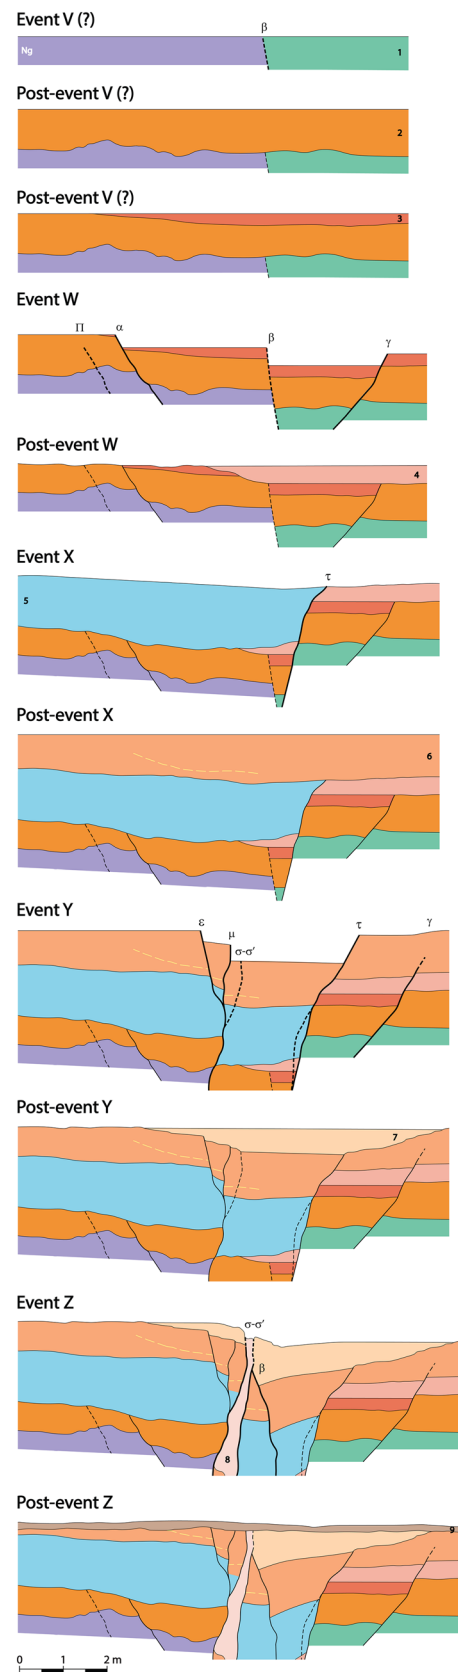 Event V (?)
β
Ng
1
Post-event V (?)
2
Post-event V (?)
3
Event W
Π α β γ
Post-event W
4
Event X
τ
5
Post-event X
6
Event Y
ε μ σ-σ' τ γ
Post-event Y
7
Event Z
σ-σ'
β
8
Post-event Z
9
0 1 2 m